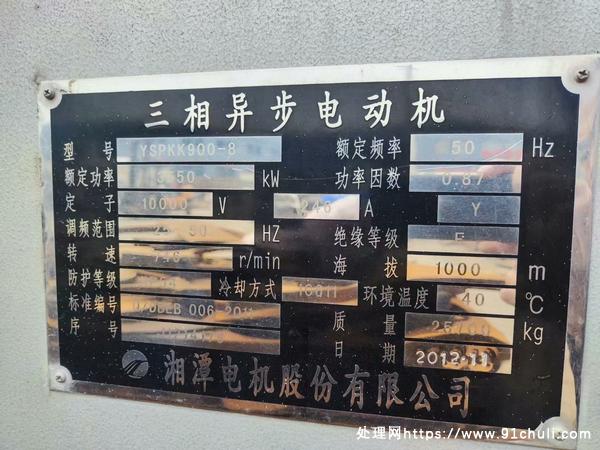 三相异步电动机
型号 YSPKK900-8 额定频率 50 Hz
额定功率 kW 功率因数 0.87
定子 10000 V 246 A Y
调频范围 HZ 绝缘等级 F
转速 r/min 海拔 1000 m
防护等级 冷却方式 环境温度 40 ℃
标准编号 质量 kg
序号 日期 2012.11
湘潭电机股份有限公司
处理网https://www.91chuli.com/